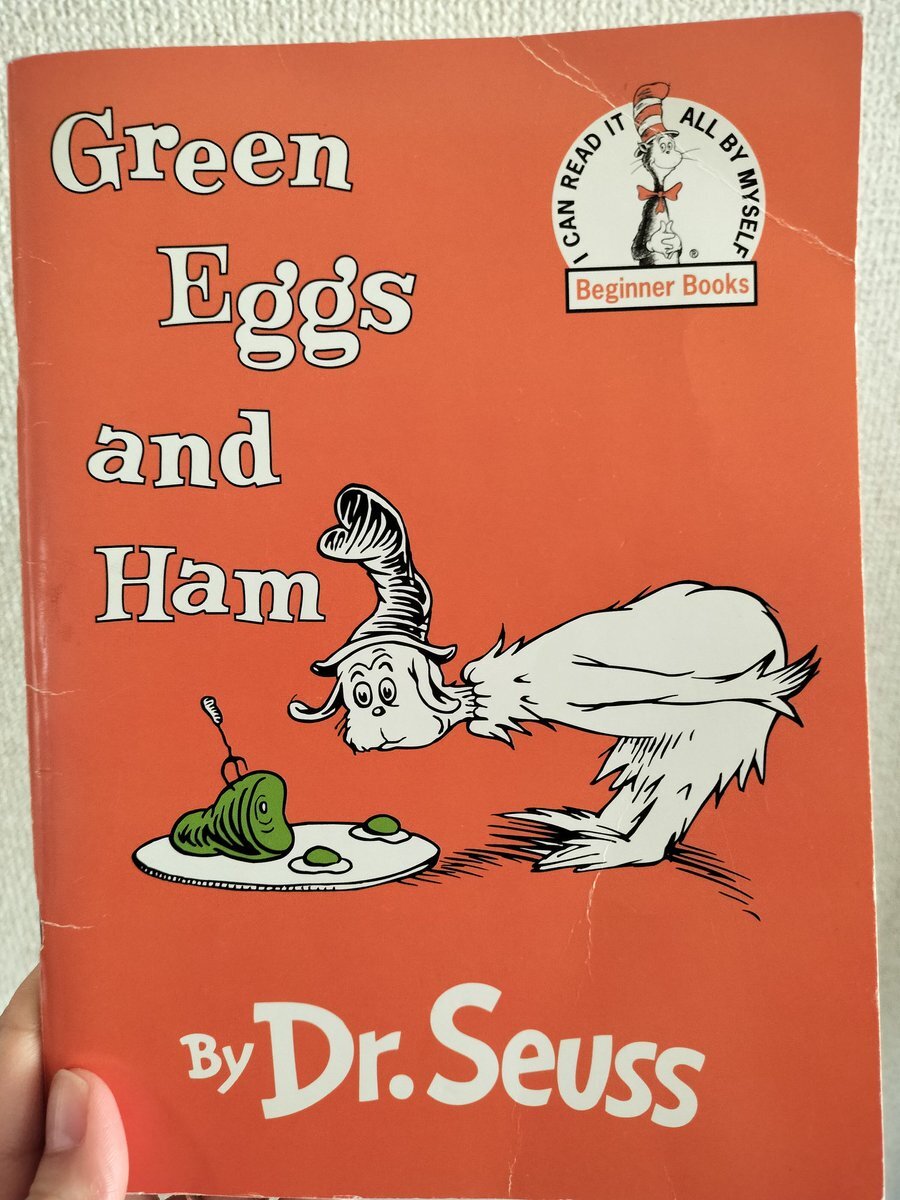 Green
Eggs
and
Ham
I CAN READ IT ALL BY MYSELF
®
Beginner Books
By Dr. Seuss